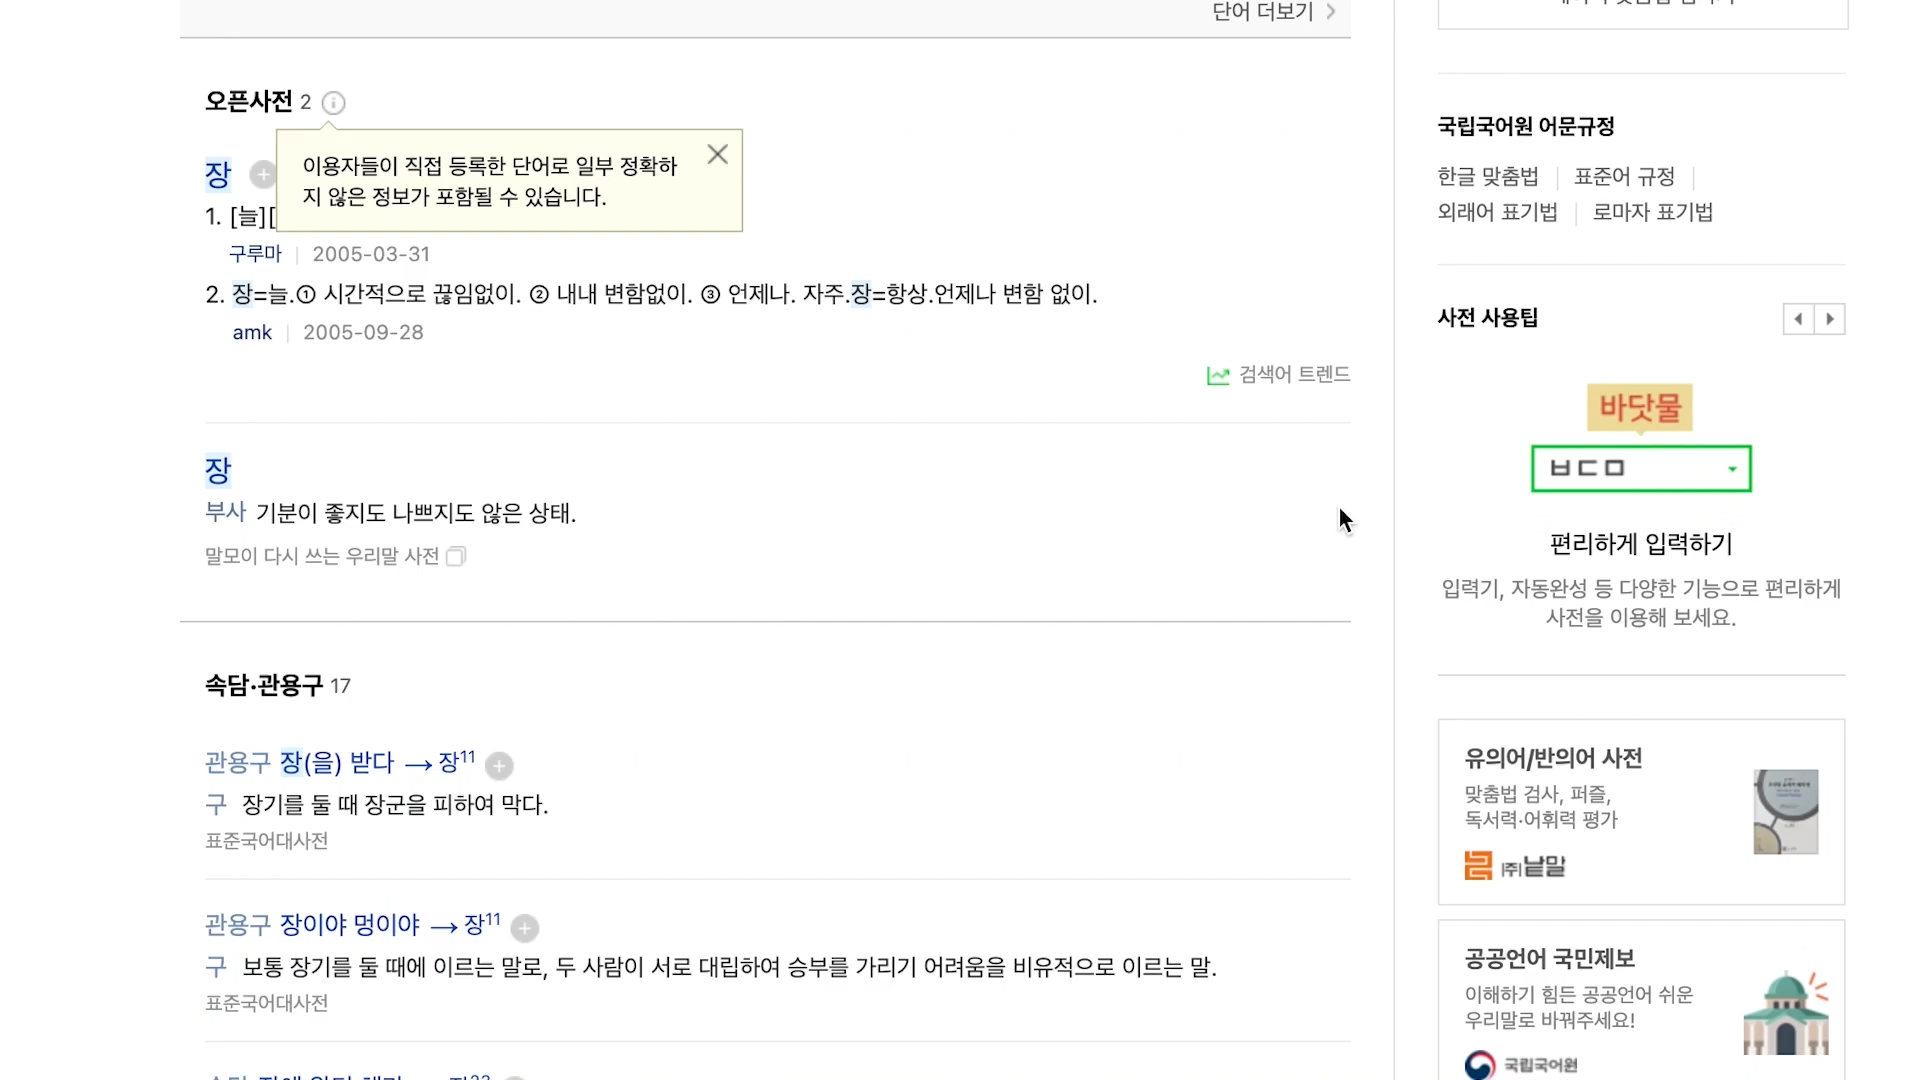 단어 더보기
오픈사전 2
이용자들이 직접 등록한 단어로 일부 정확하
지 않은 정보가 포함될 수 있습니다.
장
1. [늘][
구루마 | 2005-03-31
2. 장=늘.① 시간적으로 끊임없이. ② 내내 변함없이. ③ 언제나. 자주.장=항상.언제나 변함 없이.
amk | 2005-09-28
검색어 트렌드
장
부사 기분이 좋지도 나쁘지도 않은 상태.
말모이 다시 쓰는 우리말 사전
속담·관용구 17
관용구 장(을) 받다 → 장11
구 장기를 둘 때 장군을 피하여 막다.
표준국어대사전
관용구 장이야 멍이야 → 장11
구 보통 장기를 둘 때에 이르는 말로, 두 사람이 서로 대립하여 승부를 가리기 어려움을 비유적으로 이르는 말.
표준국어대사전
국립국어원 어문규정
한글 맞춤법 | 표준어 규정 |
외래어 표기법 | 로마자 표기법
사전 사용팁
바닷물
ㅂㄷㅁ
편리하게 입력하기
입력기, 자동완성 등 다양한 기능으로 편리하게
사전을 이용해 보세요.
유의어/반의어 사전
맞춤법 검사, 퍼즐,
독서력·어휘력 평가
㈜낱말
공공언어 국민제보
이해하기 힘든 공공언어 쉬운
우리말로 바꿔주세요!
국립국어원